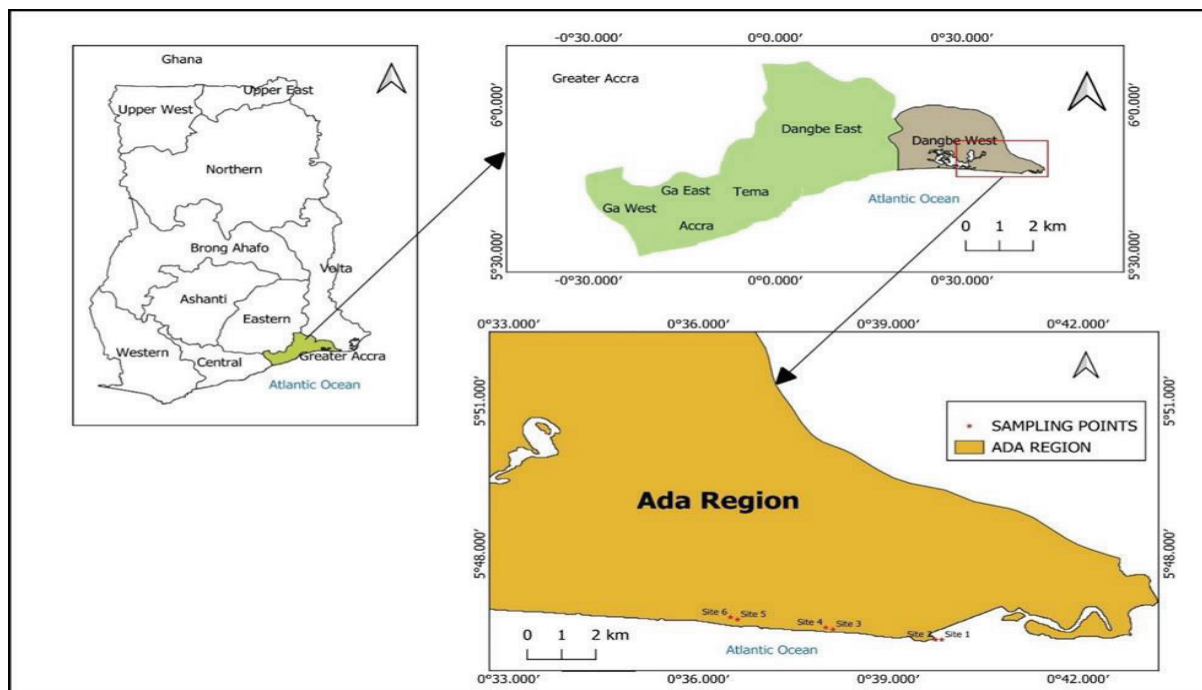 Ghana
Upper East
Upper West
Northern
Brong Ahafo
Volta
Ashanti
Eastern
Western
Central
Greater Accra
Atlantic Ocean
-0°30.000’ 0°0.000’ 0°30.000’
Greater Accra
6°0.000’ 6°0.000’
Dangbe East
Dangbe West
Ga East
Tema
Ga West
Accra
Atlantic Ocean
0 1 2 km
5°30.000’ 5°30.000’
-0°30.000’ 0°0.000’ 0°30.000’
0°33.000’ 0°36.000’ 0°39.000’ 0°42.000’
5°51.000’ 5°51.000’
SAMPLING POINTS
ADA REGION
Ada Region
5°48.000’ 5°48.000’
Site 6 Site 5
Site 4 Site 3
Site 2 Site 1
0 1 2 km
Atlantic Ocean
0°33.000’ 0°36.000’ 0°39.000’ 0°42.000’